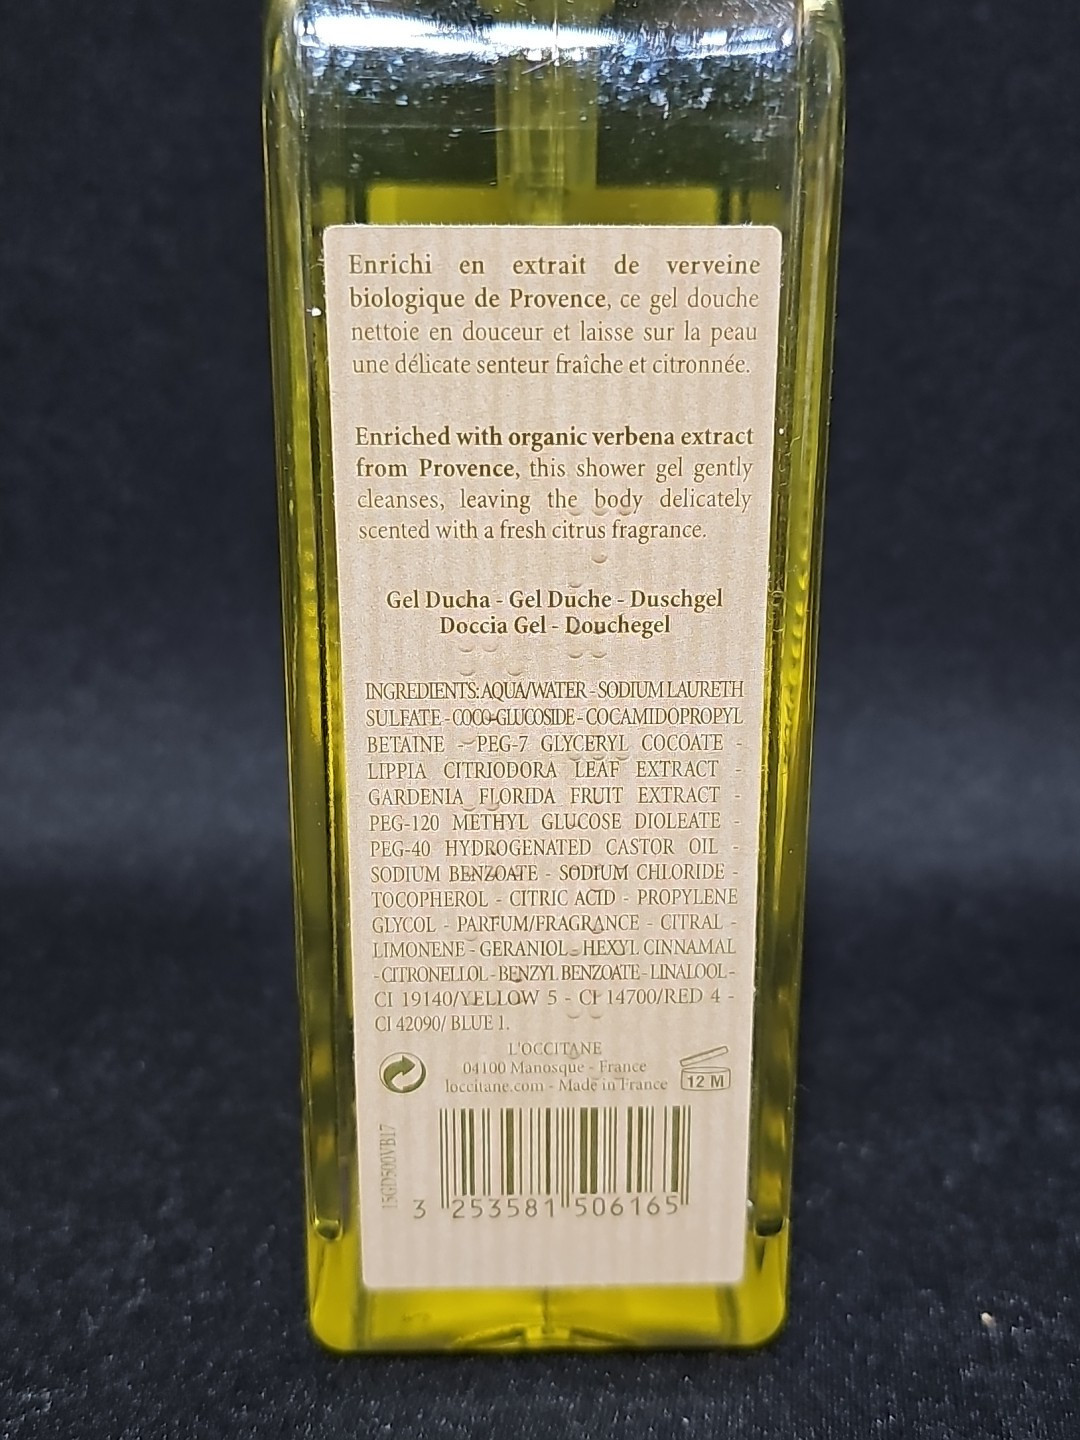 Enrichi en extrait de verveine
biologique de Provence, ce gel douche
nettoie en douceur et laisse sur la peau
une délicate senteur fraîche et citronnée.
Enriched with organic verbena extract
from Provence, this shower gel gently
cleanses, leaving the body delicately
scented with a fresh citrus fragrance.
Gel Ducha - Gel Duche - Duschgel
Doccia Gel - Douchegel
INGREDIENTS: AQUA/WATER - SODIUM LAURETH
SULFATE - COCO-GLUCOSIDE - COCAMIDOPROPYL
BETAINE - PEG-7 GLYCERYL COCOATE -
LIPPIA CITRIODORA LEAF EXTRACT -
GARDENIA FLORIDA FRUIT EXTRACT -
PEG-120 METHYL GLUCOSE DIOLEATE -
PEG-40 HYDROGENATED CASTOR OIL -
SODIUM BENZOATE - SODIUM CHLORIDE -
TOCOPHEROL - CITRIC ACID - PROPYLENE
GLYCOL - PARFUM/FRAGRANCE - CITRAL -
LIMONENE - GERANIOL - HEXYL CINNAMAL
- CITRONELLOL - BENZYL BENZOATE - LINALOOL -
CI 19140/YELLOW 5 - CI 14700/RED 4 -
CI 42090/ BLUE 1.
L'OCCITANE
04100 Manosque - France
loccitane.com - Made in France
12 M
15GD500VB17
3 253581 506165